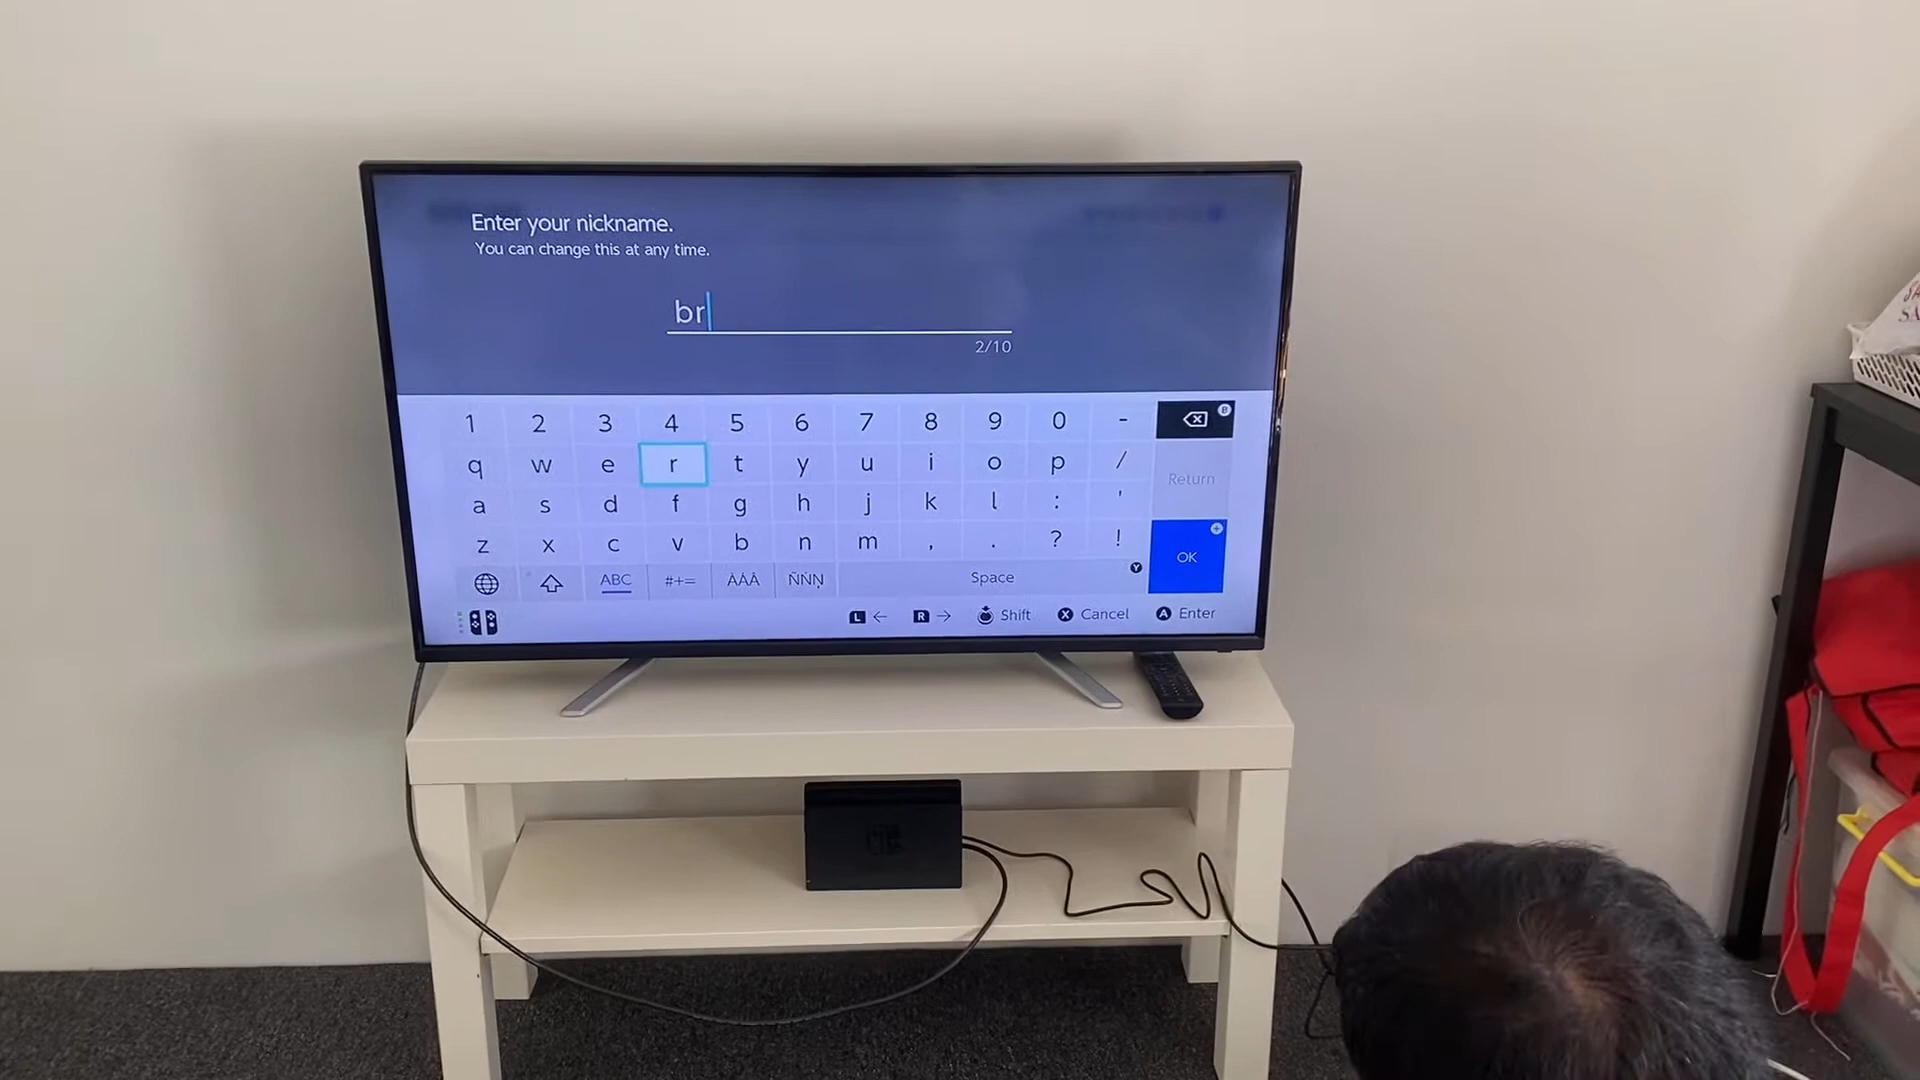 Enter your nickname.
You can change this at any time.
br
2/10
1 2 3 4 5 6 7 8 9 0 -
q w e r t y u i o p /
Return
a s d f g h j k l : '
z x c v b n m , . ? !
OK
ABC #+= ÀÁÂ ÑŃŅ Space Y
L ← R → Shift X Cancel A Enter